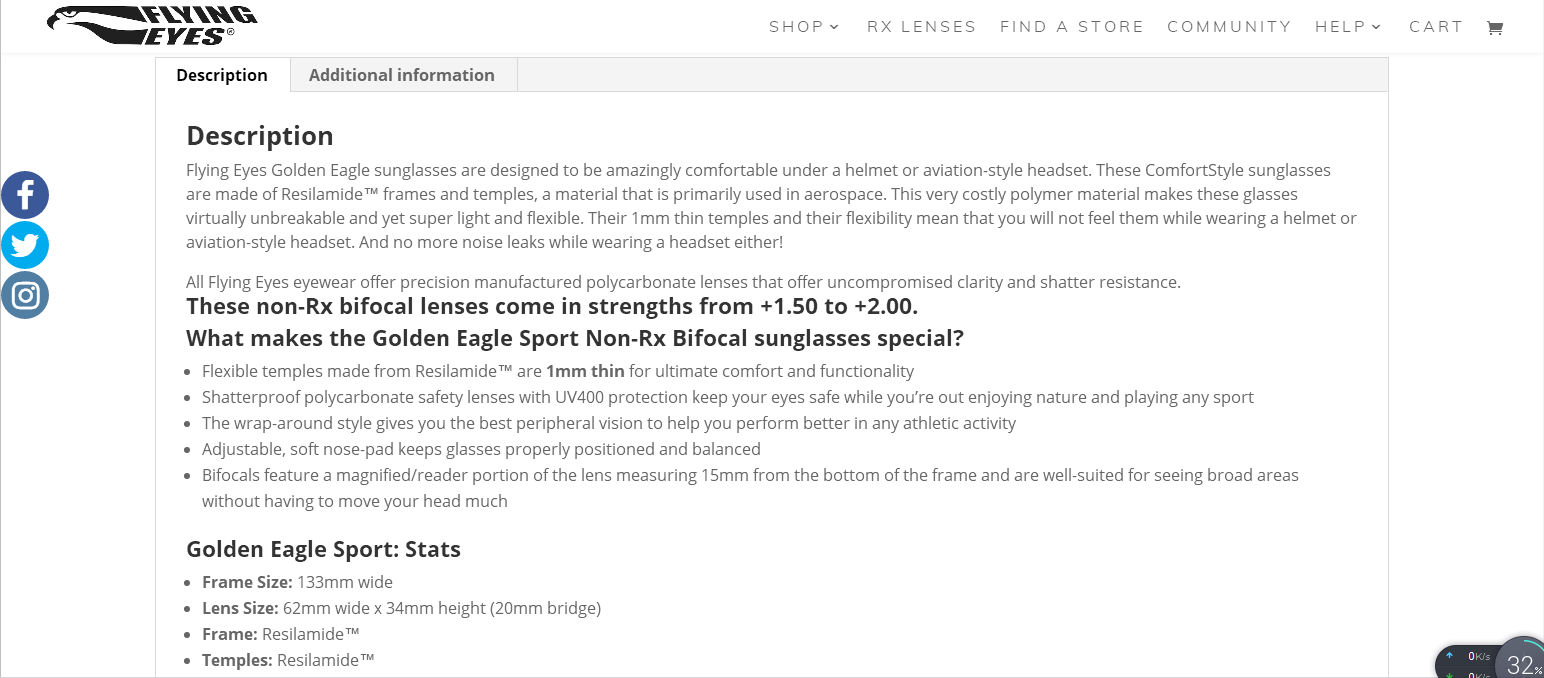 FLYING
EYES®
SHOP RX LENSES FIND A STORE COMMUNITY HELP CART
Description Additional information
Description
Flying Eyes Golden Eagle sunglasses are designed to be amazingly comfortable under a helmet or aviation-style headset. These ComfortStyle sunglasses
are made of Resilamide™ frames and temples, a material that is primarily used in aerospace. This very costly polymer material makes these glasses
virtually unbreakable and yet super light and flexible. Their 1mm thin temples and their flexibility mean that you will not feel them while wearing a helmet or
aviation-style headset. And no more noise leaks while wearing a headset either!
All Flying Eyes eyewear offer precision manufactured polycarbonate lenses that offer uncompromised clarity and shatter resistance.
These non-Rx bifocal lenses come in strengths from +1.50 to +2.00.
What makes the Golden Eagle Sport Non-Rx Bifocal sunglasses special?
• Flexible temples made from Resilamide™ are 1mm thin for ultimate comfort and functionality
• Shatterproof polycarbonate safety lenses with UV400 protection keep your eyes safe while you’re out enjoying nature and playing any sport
• The wrap-around style gives you the best peripheral vision to help you perform better in any athletic activity
• Adjustable, soft nose-pad keeps glasses properly positioned and balanced
• Bifocals feature a magnified/reader portion of the lens measuring 15mm from the bottom of the frame and are well-suited for seeing broad areas
without having to move your head much
Golden Eagle Sport: Stats
• Frame Size: 133mm wide
• Lens Size: 62mm wide x 34mm height (20mm bridge)
• Frame: Resilamide™
• Temples: Resilamide™
0K/s
32%
0K/s